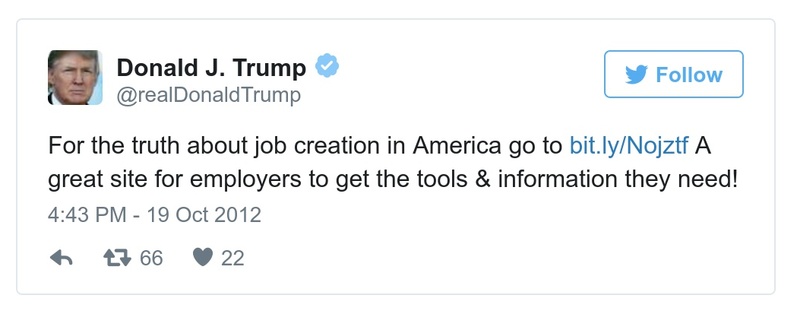 Donald J. Trump
@realDonaldTrump
Follow
For the truth about job creation in America go to bit.ly/Nojztf A
great site for employers to get the tools & information they need!
4:43 PM - 19 Oct 2012
66 22